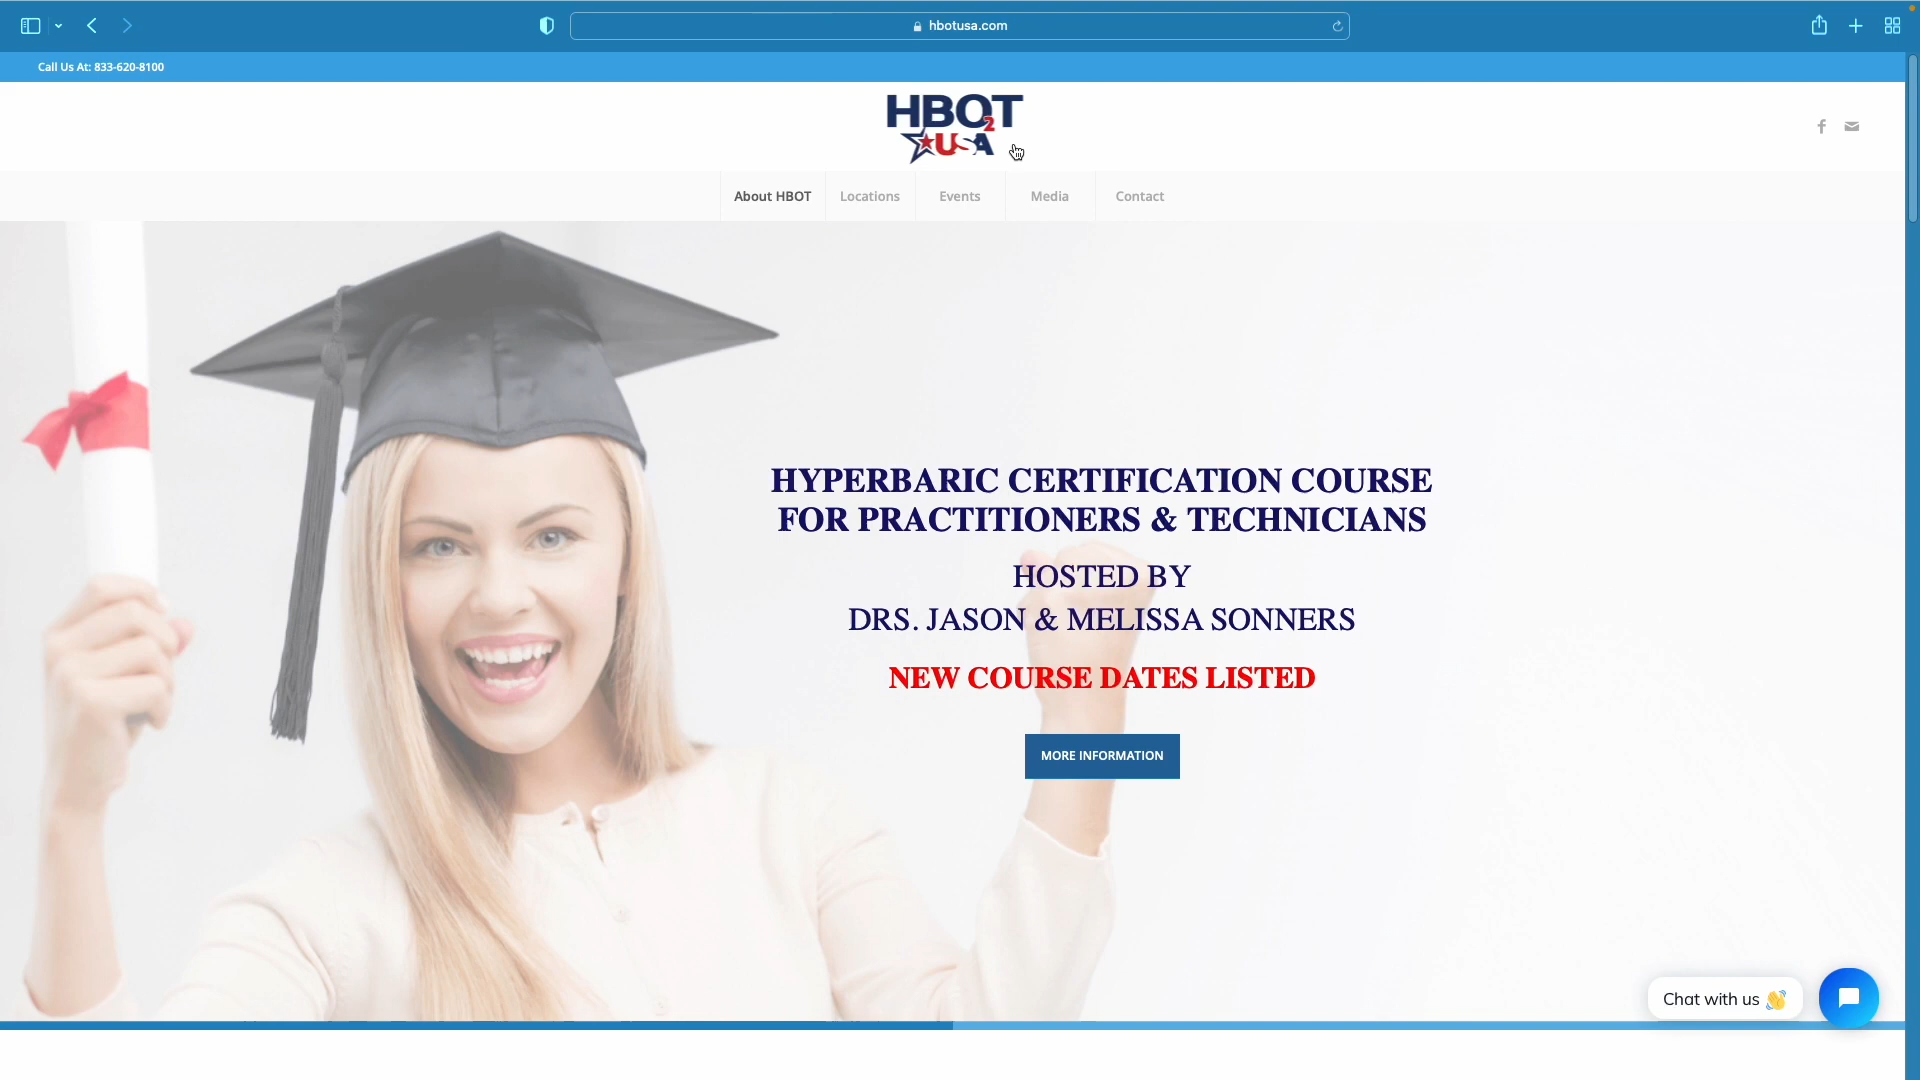 hbotusa.com
Call Us At: 833-620-8100
HBOT
2
USA
About HBOT
Locations
Events
Media
Contact
HYPERBARIC CERTIFICATION COURSE
FOR PRACTITIONERS & TECHNICIANS
HOSTED BY
DRS. JASON & MELISSA SONNERS
NEW COURSE DATES LISTED
MORE INFORMATION
Chat with us 👋